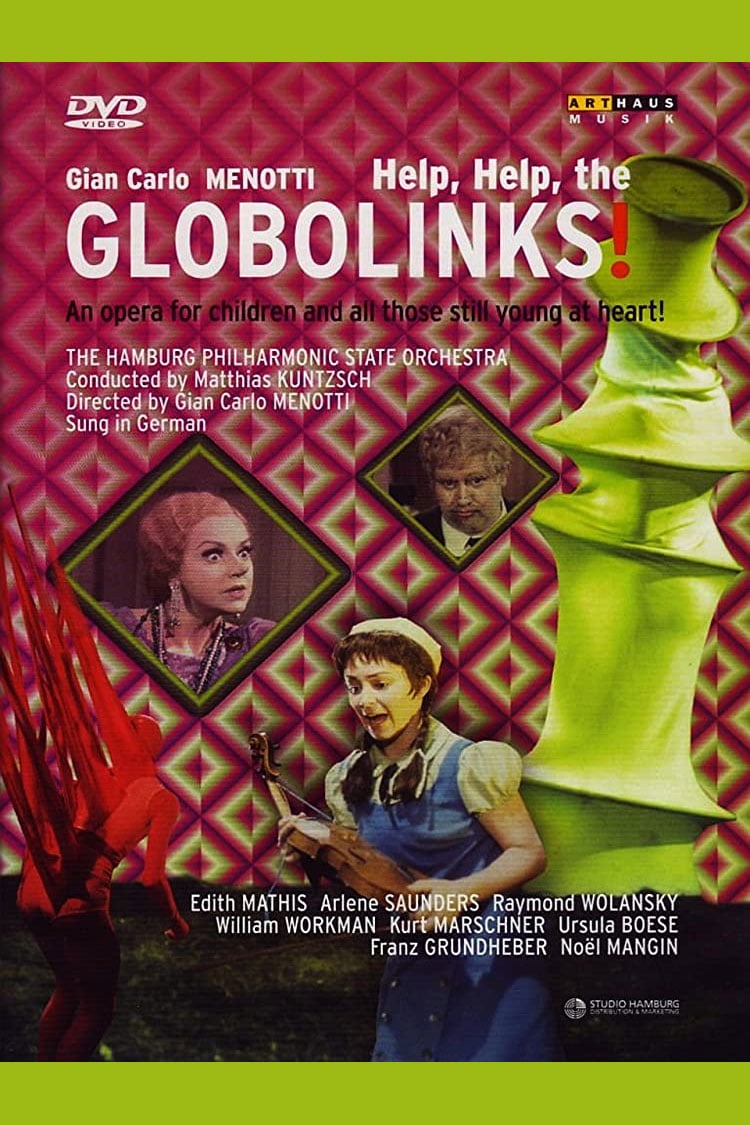 DVD
VIDEO
ARTHAUS
MUSIK
Gian Carlo MENOTTI
Help, Help, the
GLOBOLINKS!
An opera for children and all those still young at heart!
THE HAMBURG PHILHARMONIC STATE ORCHESTRA
Conducted by Matthias KUNTZSCH
Directed by Gian Carlo MENOTTI
Sung in German
Edith MATHIS Arlene SAUNDERS Raymond WOLANSKY
William WORKMAN Kurt MARSCHNER Ursula BOESE
Franz GRUNDHEBER Noël MANGIN
STUDIO HAMBURG
DISTRIBUTION & MARKETING